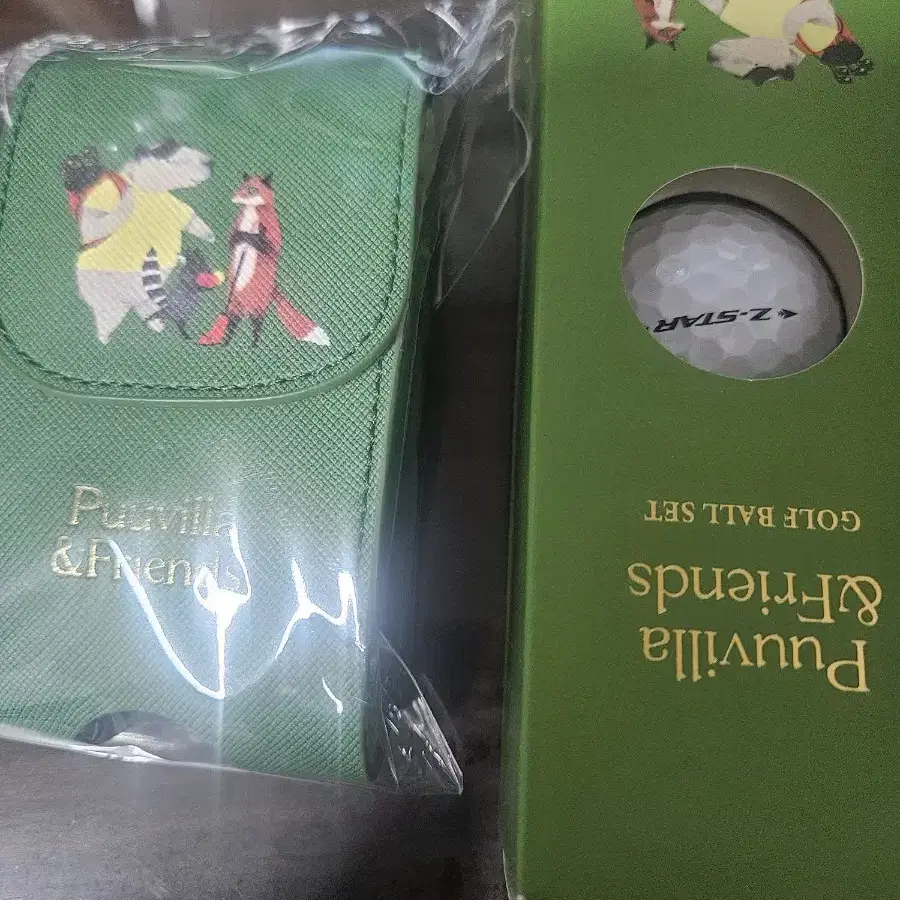 Puuvilla
&Friends
Z-STAR
Puuvilla
&Friends
GOLF BALL SET